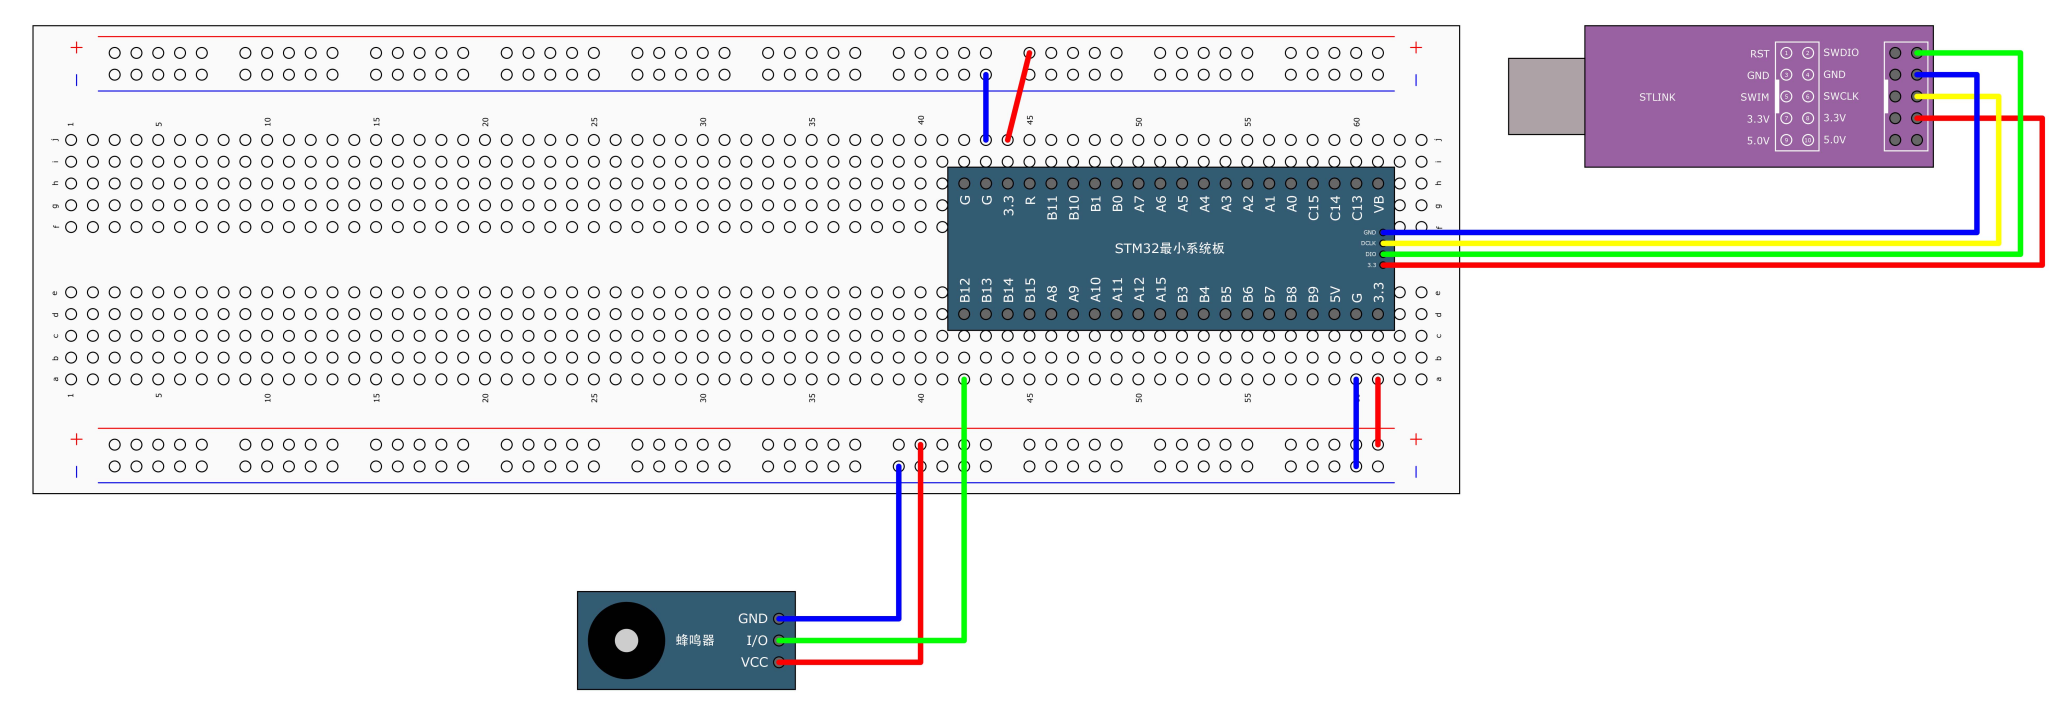 + +
− −
1 5 10 15 20 25 30 35 40 45 50 55 60
j j
i i
h h
g g
f f
G G 3.3 R B11 B10 B1 B0 A7 A6 A5 A4 A3 A2 A1 A0 C15 C14 C13 VB
GND
DCLK
STM32最小系统板
DIO
3.3
B12 B13 B14 B15 A8 A9 A10 A11 A12 A15 B3 B4 B5 B6 B7 B8 B9 5V G 3.3
e e
d d
c c
b b
a a
1 5 10 15 20 25 30 35 40 45 50 55
+ +
− −
STLINK
RST 1 2 SWDIO
GND 3 4 GND
SWIM 5 6 SWCLK
3.3V 7 8 3.3V
5.0V 9 10 5.0V
蜂鸣器
GND
I/O
VCC